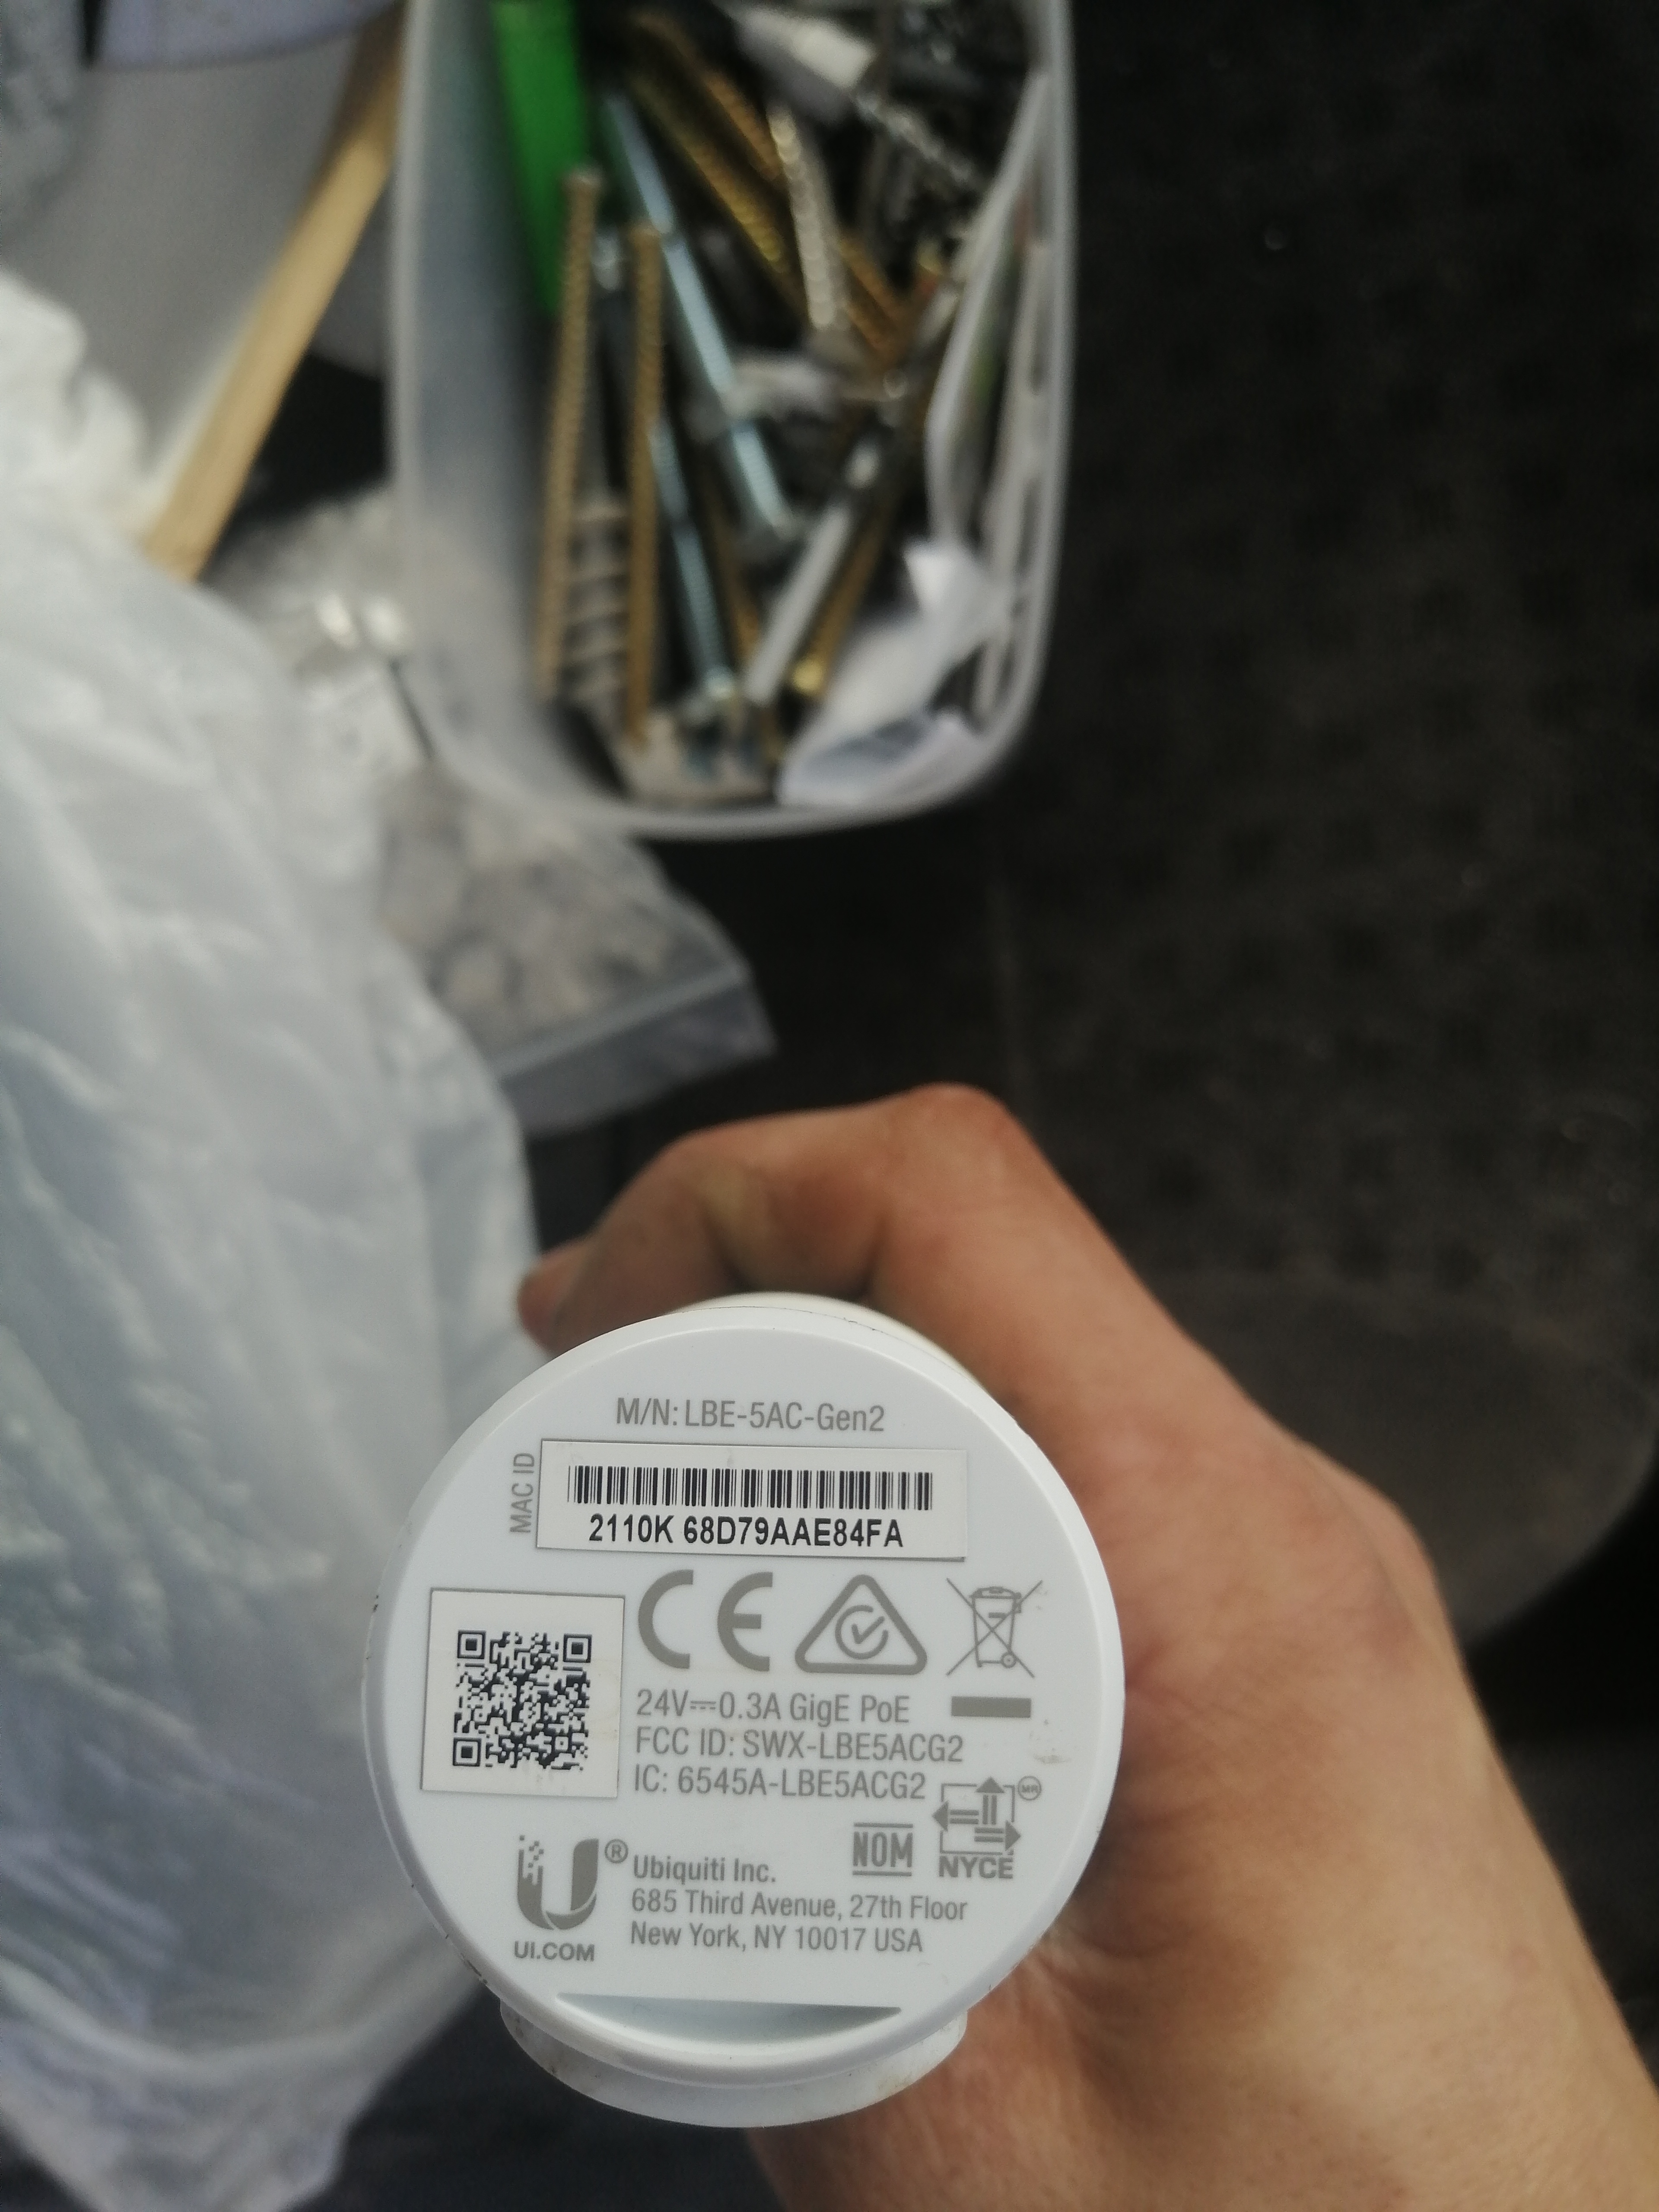 M/N: LBE-5AC-Gen2
MAC ID
2110K 68D79AAE84FA
CE
24V⎓0.3A GigE PoE
FCC ID: SWX-LBE5ACG2
IC: 6545A-LBE5ACG2
MR
NOM
NYCE
U®
UI.COM
Ubiquiti Inc.
685 Third Avenue, 27th Floor
New York, NY 10017 USA